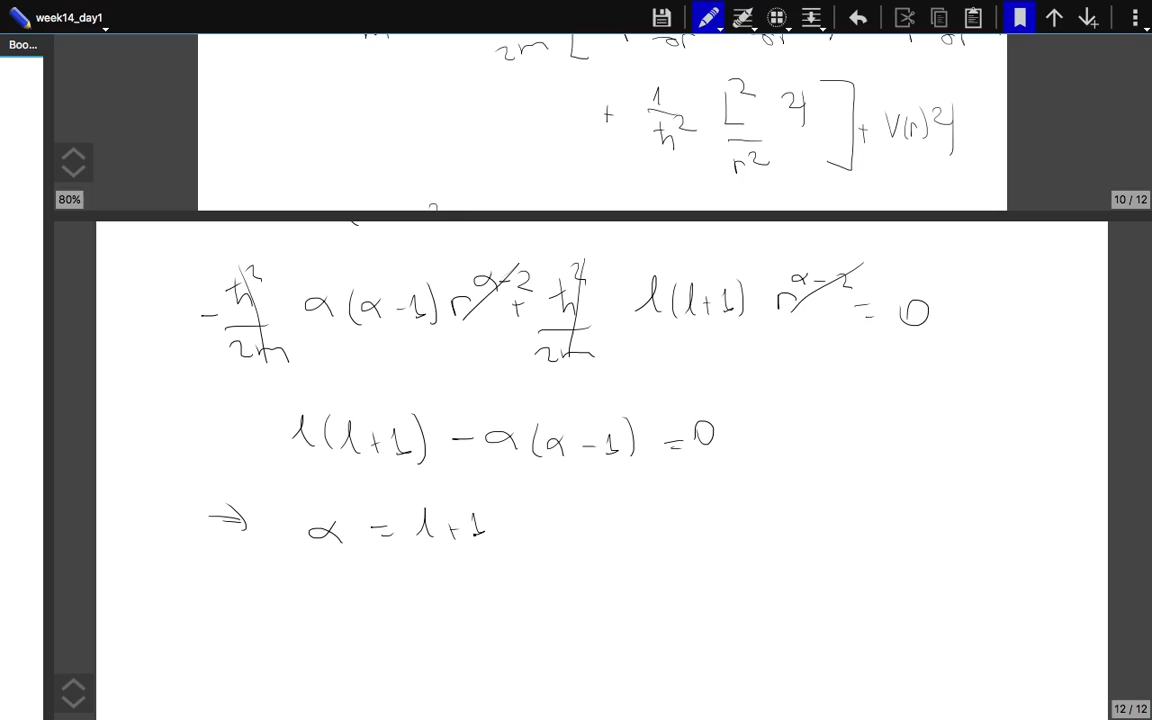 week14_day1
Boo...
2m [
+ 1/ħ² L²/r² ψ ] + V(r)ψ
80%
10 / 12
- ħ²/2m α(α-1) r^(α-2) + ħ²/2m l(l+1) r^(α-2) = 0
l(l+1) - α(α-1) = 0
⇒ α = l+1
12 / 12